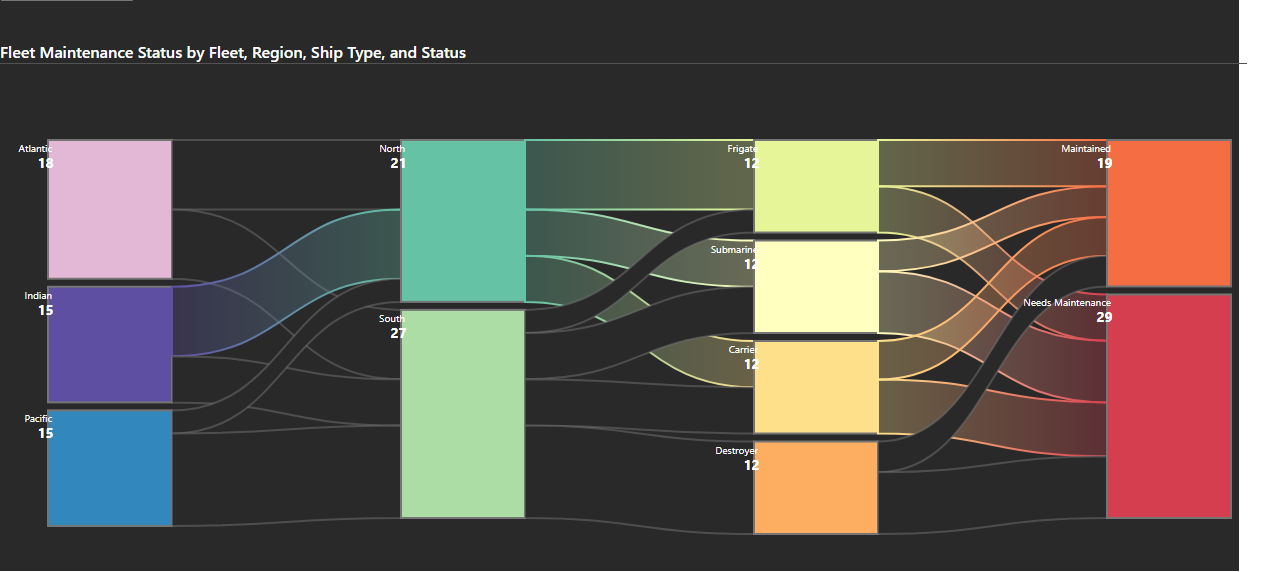 Fleet Maintenance Status by Fleet, Region, Ship Type, and Status
Atlantic
18
Indian
15
Pacific
15
North
21
South
27
Frigate
12
Submarine
12
Carrier
12
Destroyer
12
Maintained
19
Needs Maintenance
29